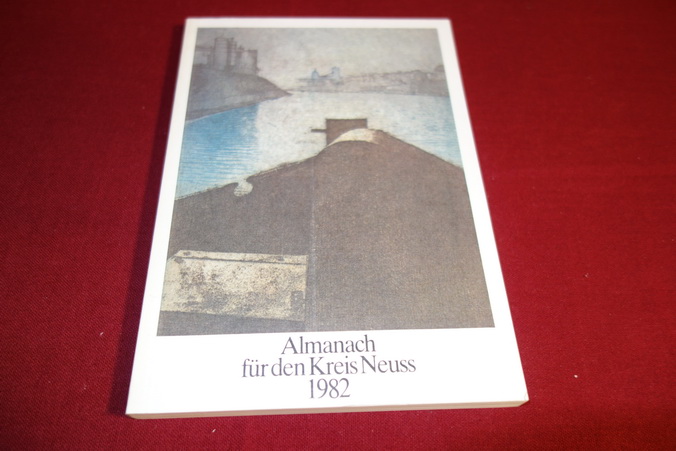 Almanach
für den Kreis Neuss
1982